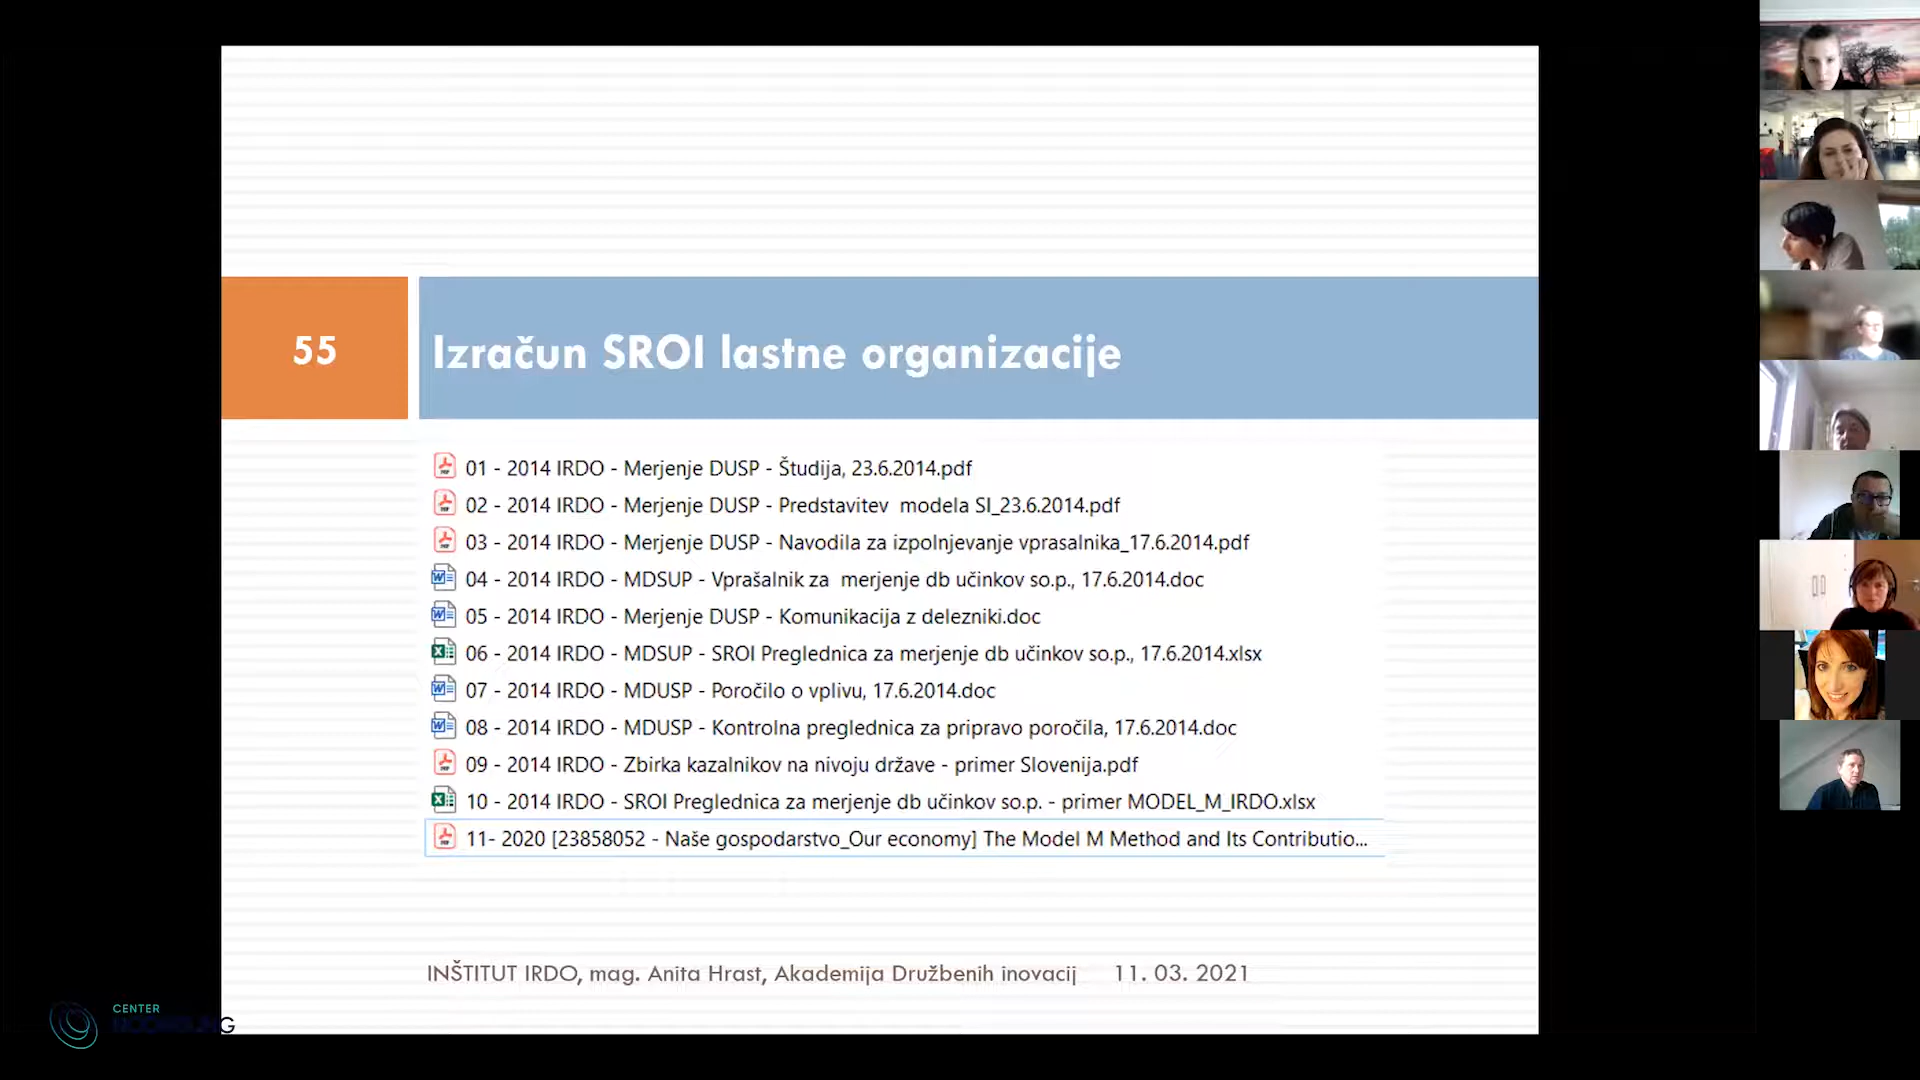 55
Izračun SROI lastne organizacije
01 - 2014 IRDO - Merjenje DUSP - Študija, 23.6.2014.pdf
02 - 2014 IRDO - Merjenje DUSP - Predstavitev modela SI_23.6.2014.pdf
03 - 2014 IRDO - Merjenje DUSP - Navodila za izpolnjevanje vprasalnika_17.6.2014.pdf
04 - 2014 IRDO - MDSUP - Vprašalnik za merjenje db učinkov so.p., 17.6.2014.doc
05 - 2014 IRDO - Merjenje DUSP - Komunikacija z delezniki.doc
06 - 2014 IRDO - MDSUP - SROI Preglednica za merjenje db učinkov so.p., 17.6.2014.xlsx
07 - 2014 IRDO - MDUSP - Poročilo o vplivu, 17.6.2014.doc
08 - 2014 IRDO - MDUSP - Kontrolna preglednica za pripravo poročila, 17.6.2014.doc
09 - 2014 IRDO - Zbirka kazalnikov na nivoju države - primer Slovenija.pdf
10 - 2014 IRDO - SROI Preglednica za merjenje db učinkov so.p. - primer MODEL_M_IRDO.xlsx
11- 2020 [23858052 - Naše gospodarstvo_Our economy] The Model M Method and Its Contributio...
INŠTITUT IRDO, mag. Anita Hrast, Akademija Družbenih inovacij 11. 03. 2021
CENTER